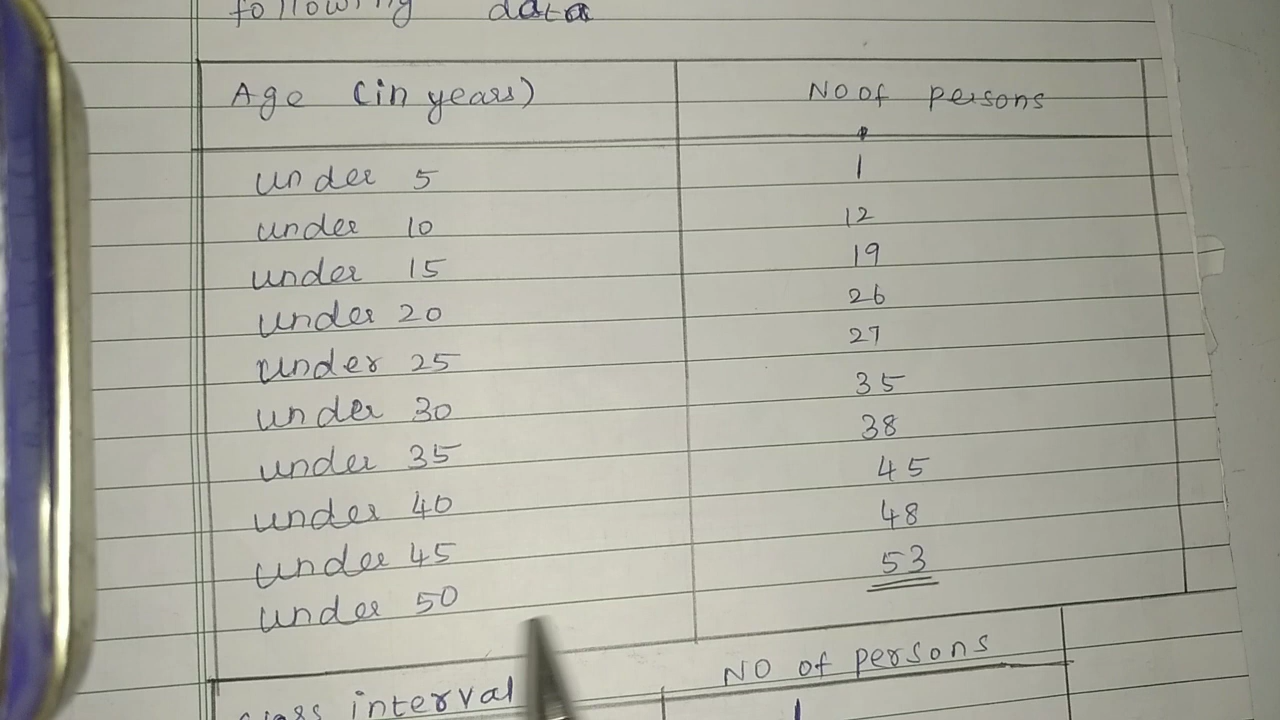 following data
Age (in years) No of persons
under 5 1
under 10 12
under 15 19
under 20 26
under 25 27
under 30 35
under 35 38
under 40 45
under 45 48
under 50 53
class interval NO of persons
1